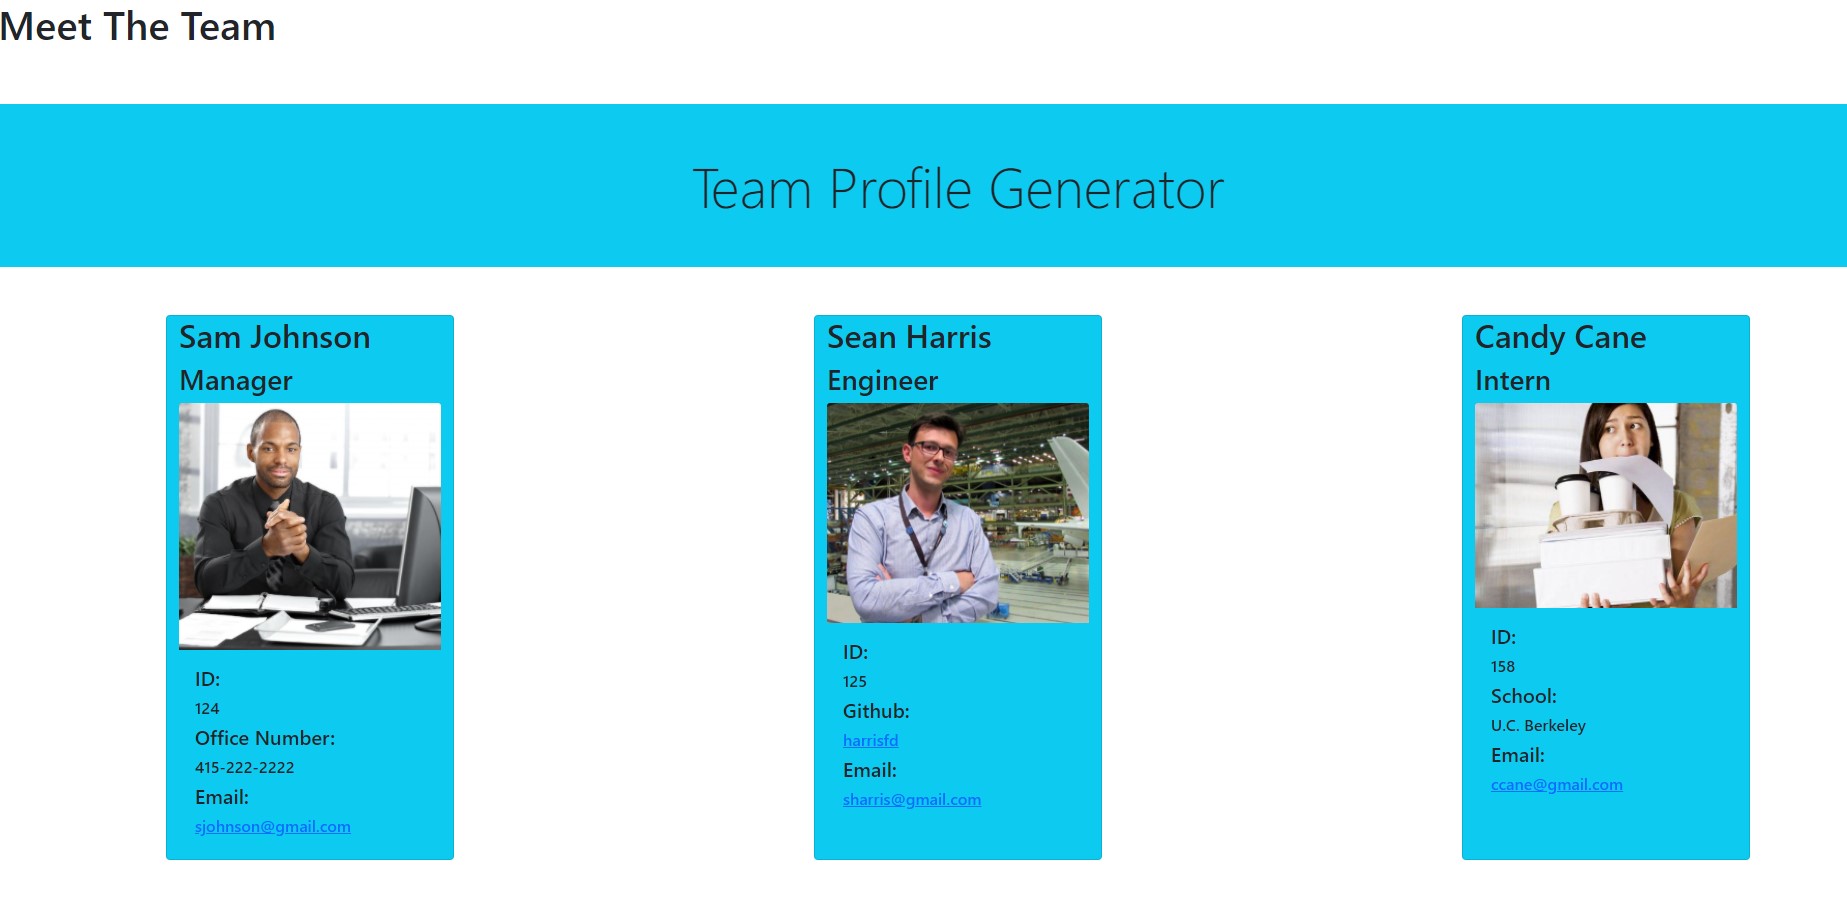 Meet The Team
Team Profile Generator
Sam Johnson
Manager
ID:
124
Office Number:
415-222-2222
Email:
sjohnson@gmail.com
Sean Harris
Engineer
ID:
125
Github:
harrisfd
Email:
sharris@gmail.com
Candy Cane
Intern
ID:
158
School:
U.C. Berkeley
Email:
ccane@gmail.com